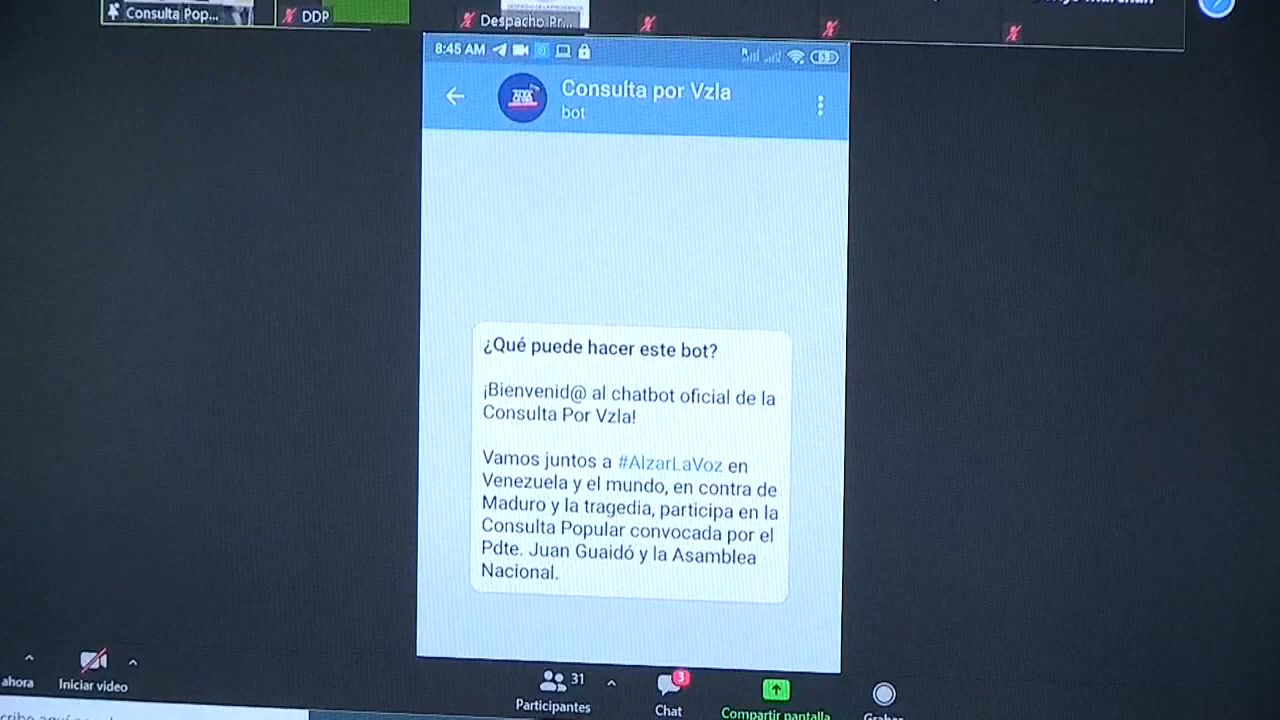 Consulta Pop...
DDP
Despacho Pr...
8:45 AM
Consulta por Vzla
bot
¿Qué puede hacer este bot?
¡Bienvenid@ al chatbot oficial de la
Consulta Por Vzla!
Vamos juntos a #AlzarLaVoz en
Venezuela y el mundo, en contra de
Maduro y la tragedia, participa en la
Consulta Popular convocada por el
Pdte. Juan Guaidó y la Asamblea
Nacional.
ahora
Iniciar video
31
Participantes
3
Chat
Compartir pantalla